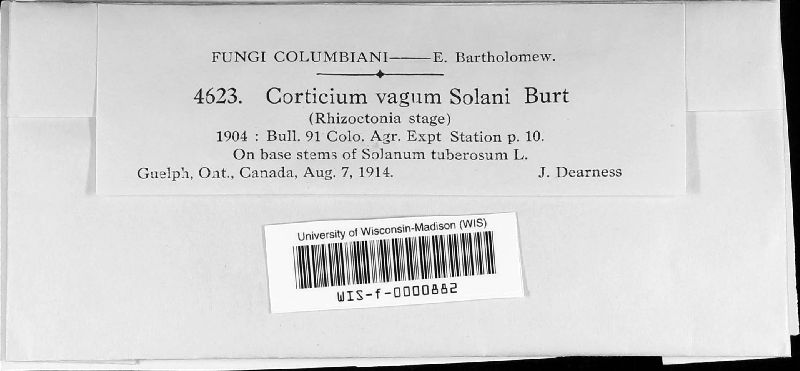 FUNGI COLUMBIANI—E. Bartholomew.
4623. Corticium vagum Solani Burt
(Rhizoctonia stage)
1904 : Bull. 91 Colo. Agr. Expt Station p. 10.
On base stems of Solanum tuberosum L.
Guelph, Ont., Canada, Aug. 7, 1914. J. Dearness
University of Wisconsin-Madison (WIS)
WIS-f-0000882